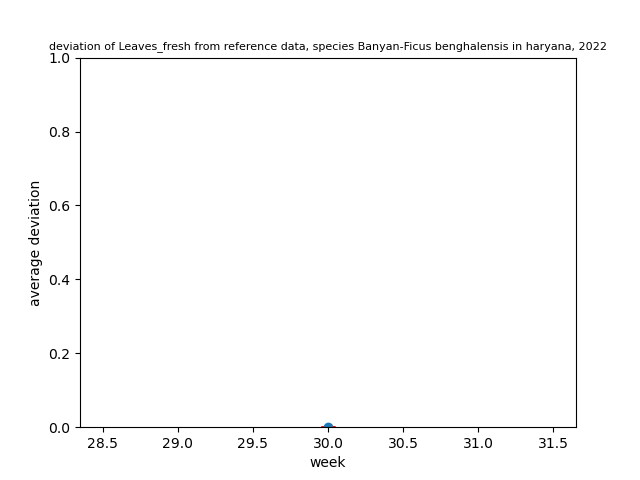 deviation of Leaves_fresh from reference data, species Banyan-Ficus benghalensis in haryana, 2022
1.0
0.8
0.6
0.4
0.2
0.0
average deviation
28.5 29.0 29.5 30.0 30.5 31.0 31.5
week